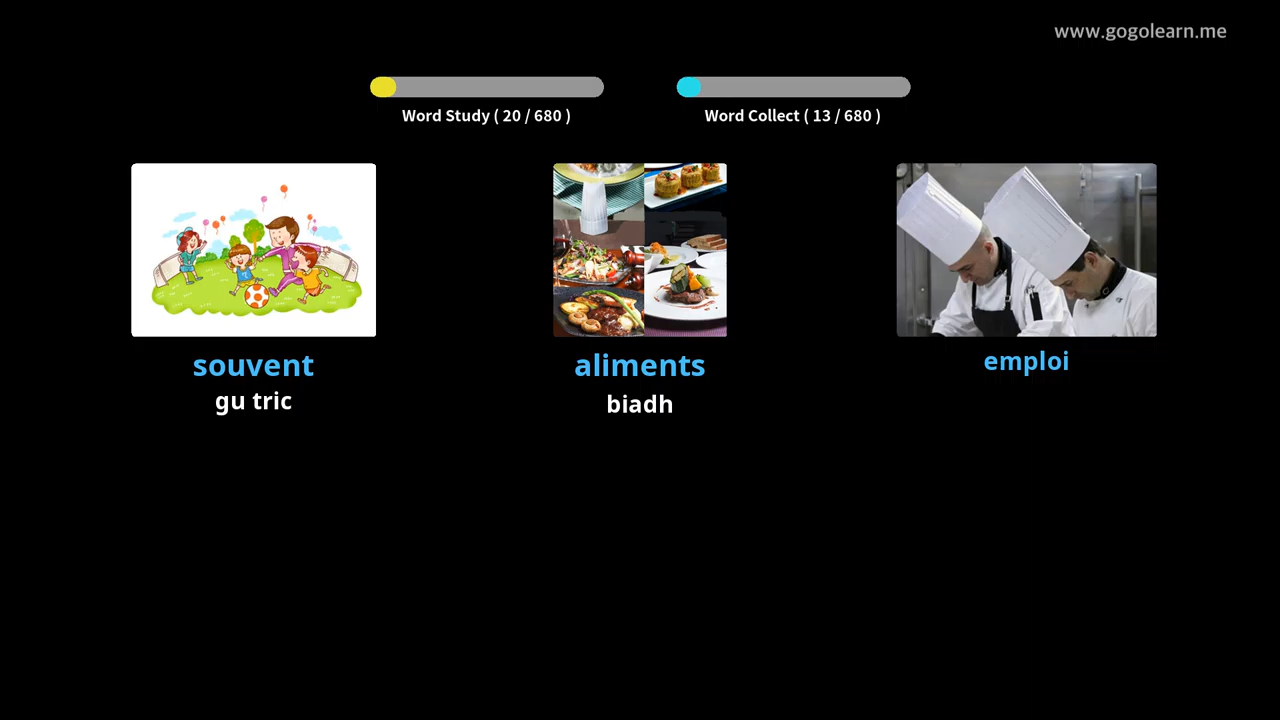 www.gogolearn.me
Word Study ( 20 / 680 )
Word Collect ( 13 / 680 )
souvent
gu tric
aliments
biadh
emploi